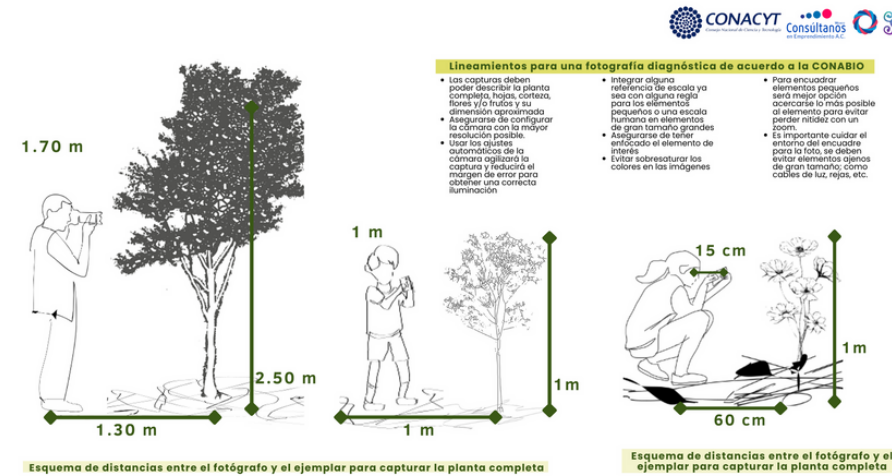 CONACYT
Consejo Nacional de Ciencia y Tecnología
Consúltanos
en Emprendimiento A.C.
Lineamientos para una fotografía diagnóstica de acuerdo a la CONABIO
Las capturas deben
poder describir la planta
completa, hojas, corteza,
flores y/o frutos y su
dimensión aproximada
Asegurarse de configurar
la cámara con la mayor
resolución posible.
Usar los ajustes
automáticos de la
cámara agilizará la
captura y reducirá el
margen de error para
obtener una correcta
iluminación
Integrar alguna
referencia de escala ya
sea con alguna regla
para los elementos
pequeños o una escala
humana en elementos
de gran tamaño grandes
Asegurarse de tener
enfocado el elemento de
interés
Evitar sobresaturar los
colores en las imágenes
Para encuadrar
elementos pequeños
será mejor opción
acercarse lo más posible
al elemento para evitar
perder nitidez con un
zoom.
Es importante cuidar el
entorno del encuadre
para la foto, se deben
evitar elementos ajenos
de gran tamaño; como
cables de luz, rejas, etc.
1.70 m
2.50 m
1.30 m
1 m
1m
1 m
15 cm
1m
60 cm
Esquema de distancias entre el fotógrafo y el ejemplar para capturar la planta completa
Esquema de distancias entre el fotógrafo y e
ejemplar para capturar la planta completa